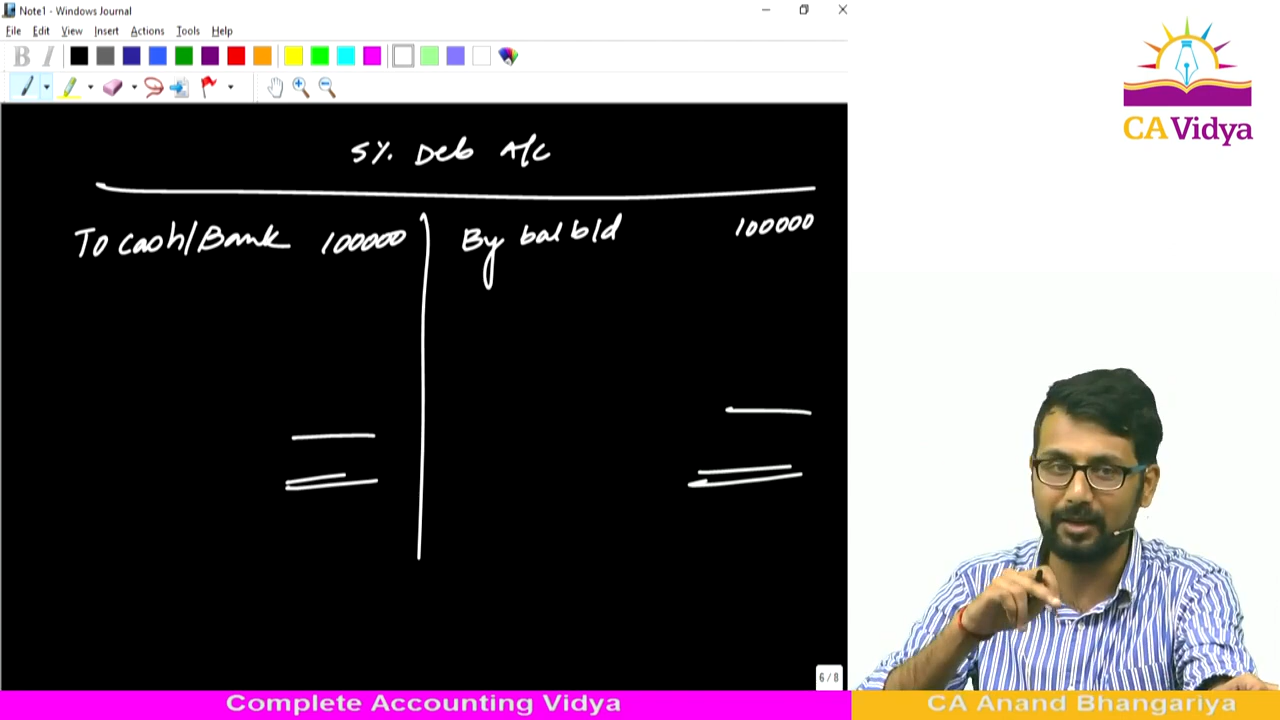 Note1 - Windows Journal
File Edit View Insert Actions Tools Help
B I
CA Vidya
5% Deb A/c
To cash/Bank 100000 By bal b/d 100000
6 / 8
Complete Accounting Vidya
CA Anand Bhangariya